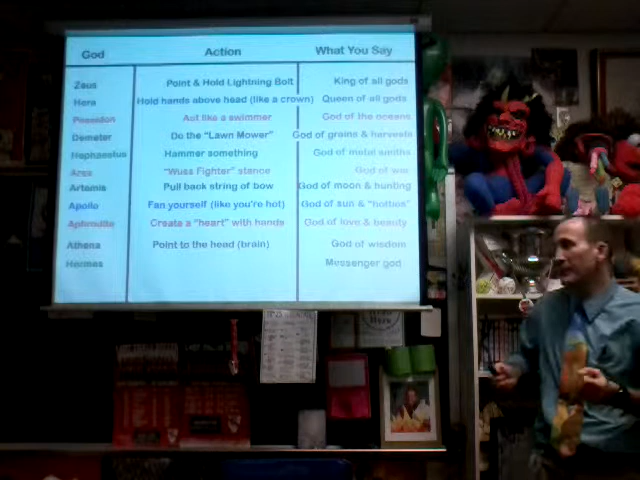 God Action What You Say
Zeus Point & Hold Lightning Bolt King of all gods
Hera Hold hands above head (like a crown) Queen of all gods
Poseidon Act like a swimmer God of the oceans
Demeter Do the "Lawn Mower" God of grains & harvests
Hephaestus Hammer something God of metal smiths
Ares "Wuss Fighter" stance God of war
Artemis Pull back string of bow God of moon & hunting
Apollo Fan yourself (like you're hot) God of sun & "hotties"
Aphrodite Create a "heart" with hands God of love & beauty
Athena Point to the head (brain) God of wisdom
Hermes Messenger god